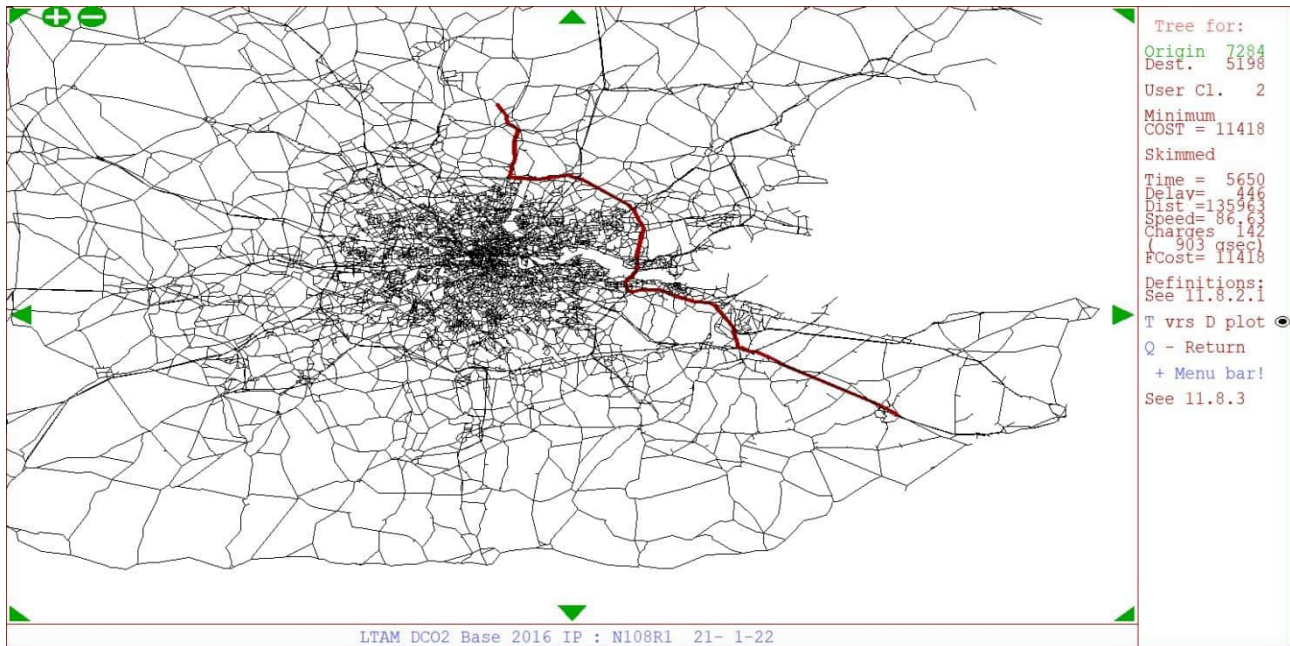 Tree for:
Origin 7284
Dest. 5198
User Cl. 2
Minimum
COST = 11418
Skimmed
Time = 5650
Delay= 446
Dist =135963
Speed= 86.63
Charges 142
( 903 gsec)
FCost= 11418
Definitions:
See 11.8.2.1
T vrs D plot
Q - Return
+ Menu bar!
See 11.8.3
LTAM DCO2 Base 2016 IP : N108R1 21- 1-22